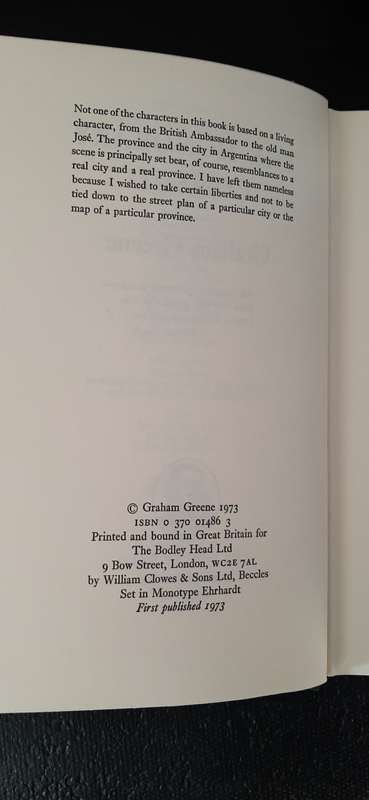 Not one of the characters in this book is based on a living
character, from the British Ambassador to the old man
José. The province and the city in Argentina where the
scene is principally set bear, of course, resemblances to a
real city and a real province. I have left them nameless
because I wished to take certain liberties and not to be
tied down to the street plan of a particular city or the
map of a particular province.
© Graham Greene 1973
ISBN 0 370 01486 3
Printed and bound in Great Britain for
The Bodley Head Ltd
9 Bow Street, London, WC2E 7AL
by William Clowes & Sons Ltd, Beccles
Set in Monotype Ehrhardt
First published 1973